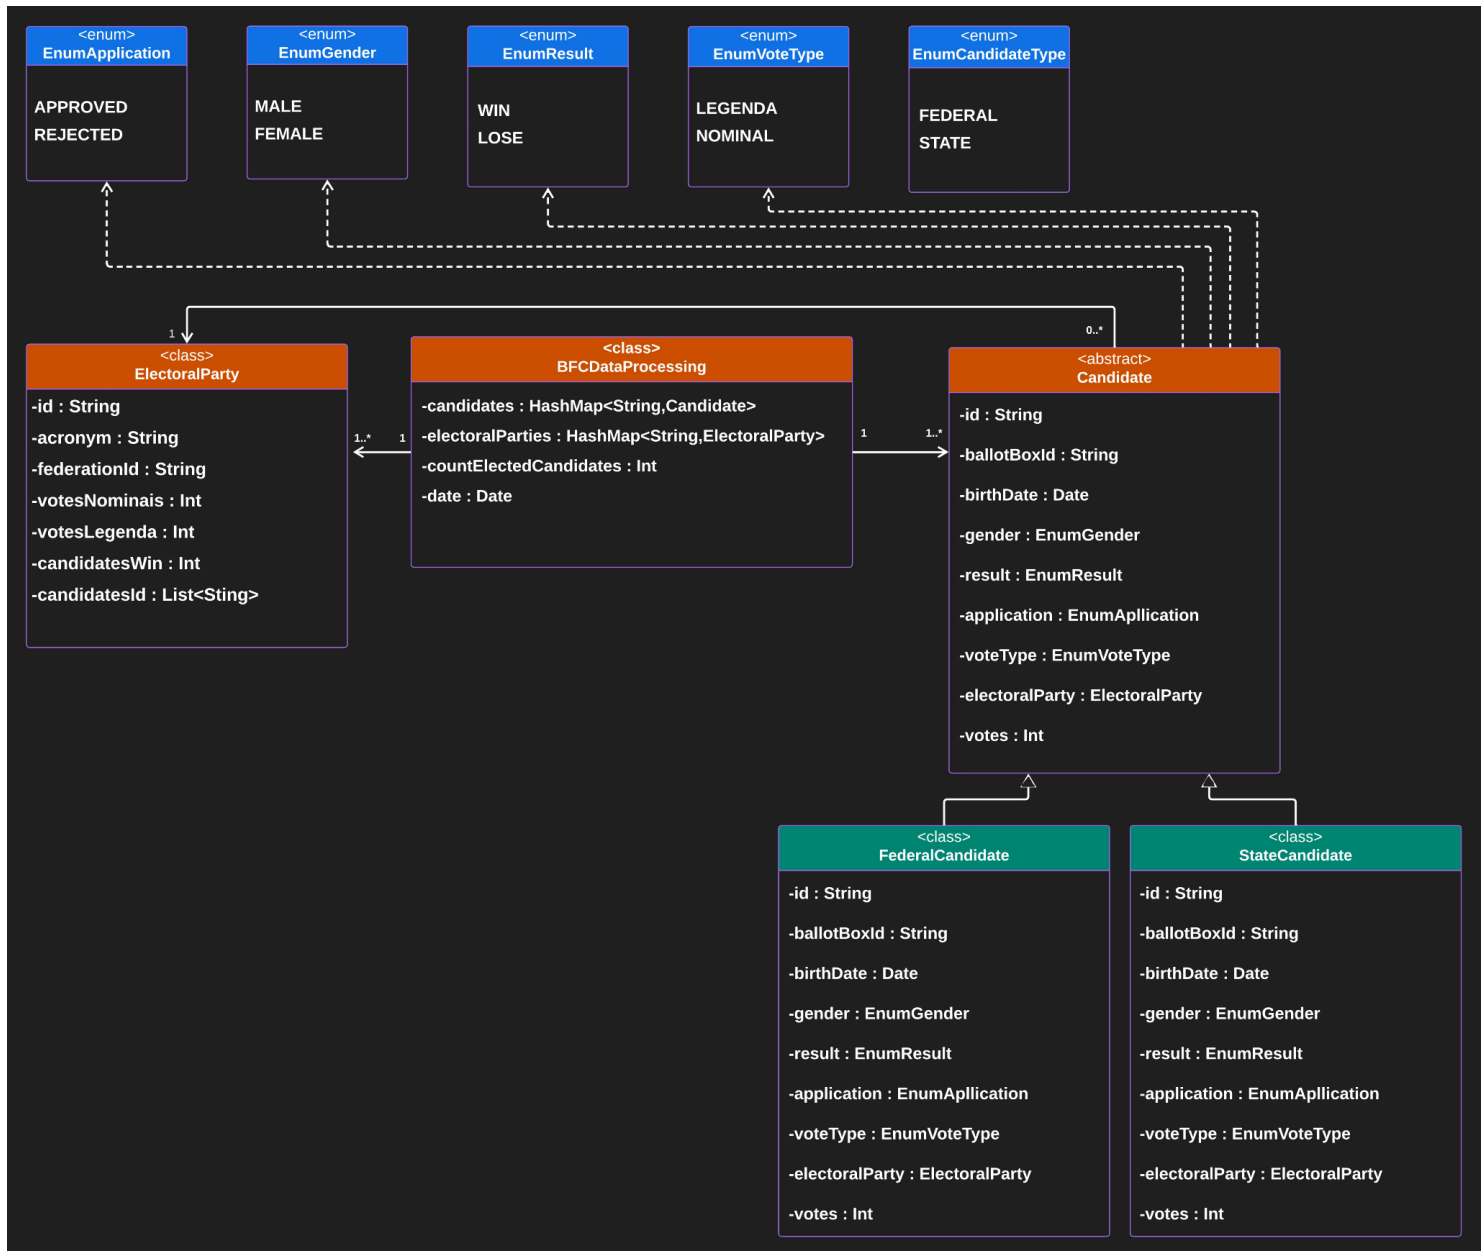 <enum>
EnumApplication
APPROVED
REJECTED
<enum>
EnumGender
MALE
FEMALE
<enum>
EnumResult
WIN
LOSE
<enum>
EnumVoteType
LEGENDA
NOMINAL
<enum>
EnumCandidateType
FEDERAL
STATE
1
0..*
<class>
ElectoralParty
-id : String
-acronym : String
-federationId : String
-votesNominais : Int
-votesLegenda : Int
-candidatesWin : Int
-candidatesId : List<Sting>
1..*
1
<class>
BFCDataProcessing
-candidates : HashMap<String,Candidate>
-electoralParties : HashMap<String,ElectoralParty>
-countElectedCandidates : Int
-date : Date
1
1..*
<abstract>
Candidate
-id : String
-ballotBoxId : String
-birthDate : Date
-gender : EnumGender
-result : EnumResult
-application : EnumApllication
-voteType : EnumVoteType
-electoralParty : ElectoralParty
-votes : Int
<class>
FederalCandidate
-id : String
-ballotBoxId : String
-birthDate : Date
-gender : EnumGender
-result : EnumResult
-application : EnumApllication
-voteType : EnumVoteType
-electoralParty : ElectoralParty
-votes : Int
<class>
StateCandidate
-id : String
-ballotBoxId : String
-birthDate : Date
-gender : EnumGender
-result : EnumResult
-application : EnumApllication
-voteType : EnumVoteType
-electoralParty : ElectoralParty
-votes : Int